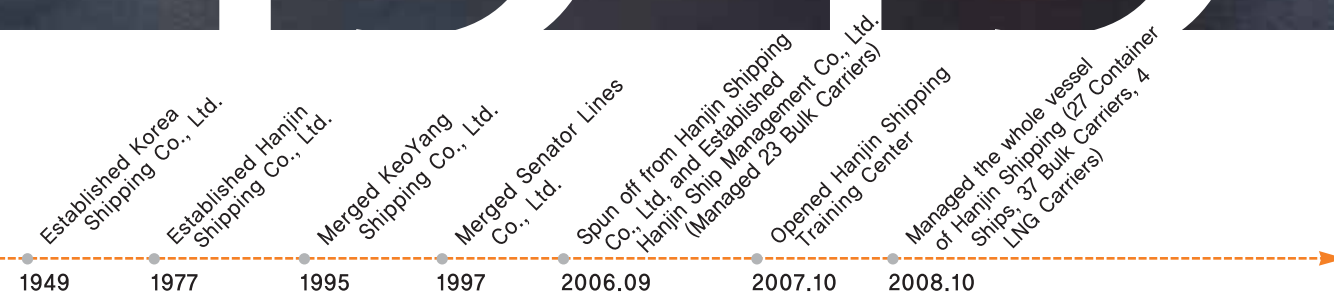 Established Korea
Shipping Co., Ltd.
1949
Established Hanjin
Shipping Co., Ltd.
1977
Merged KeoYang
Shipping Co., Ltd.
1995
Merged Senator Lines
Co., Ltd.
1997
Spun off from Hanjin Shipping
Co., Ltd, and Established
Hanjin Ship Management Co., Ltd.
(Managed 23 Bulk Carriers)
2006.09
Opened Hanjin Shipping
Training Center
2007.10
Managed the whole vessel
of Hanjin Shipping (27 Container
Ships, 37 Bulk Carriers, 4
LNG Carriers)
2008.10